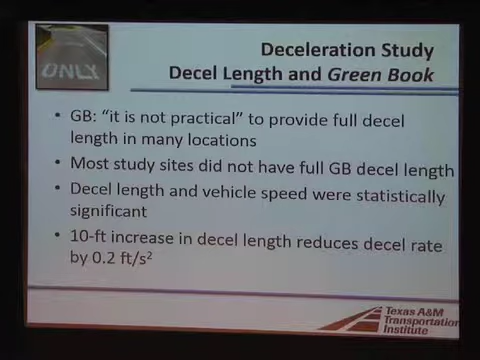 ONLY
Deceleration Study
Decel Length and Green Book
• GB: “it is not practical” to provide full decel
length in many locations
• Most study sites did not have full GB decel length
• Decel length and vehicle speed were statistically
significant
• 10-ft increase in decel length reduces decel rate
by 0.2 ft/s²
Texas A&M
Transportation
Institute